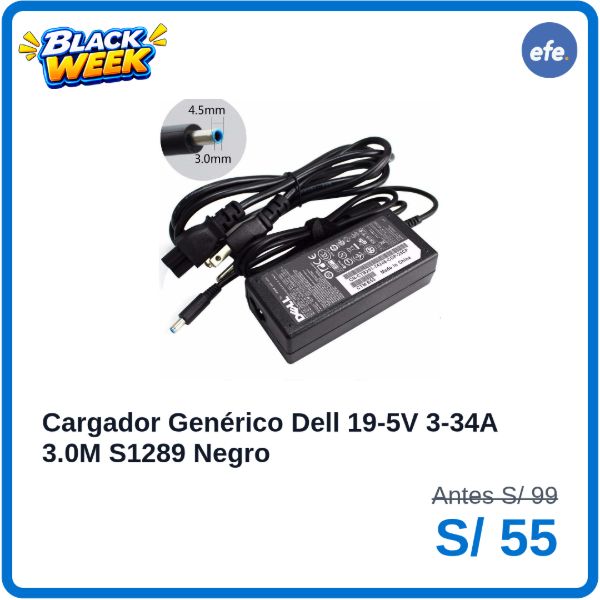 BLACK
WEEK
efe.
4.5mm
3.0mm
DELL
Made in China
Cargador Genérico Dell 19-5V 3-34A
3.0M S1289 Negro
Antes S/ 99
S/ 55